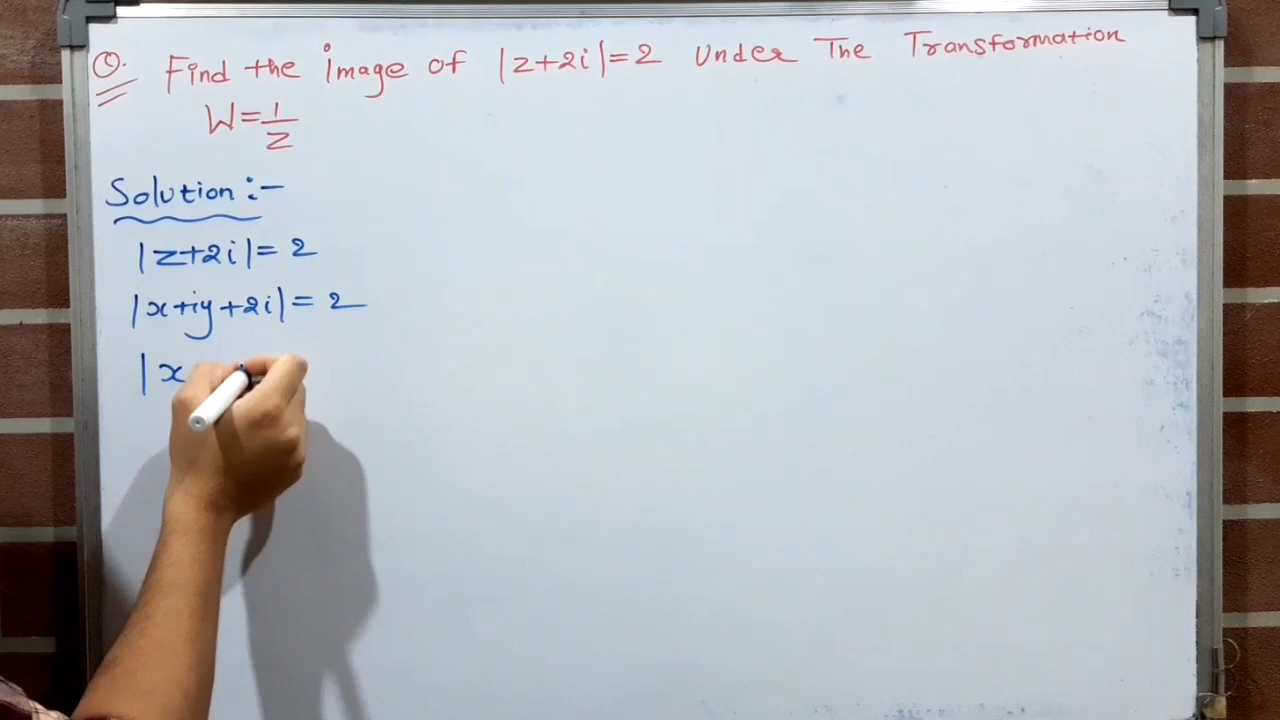 Q. Find the image of |z+2i|=2 Under The Transformation
W=1/z
Solution:-
|z+2i|=2
|x+iy+2i|=2
|x